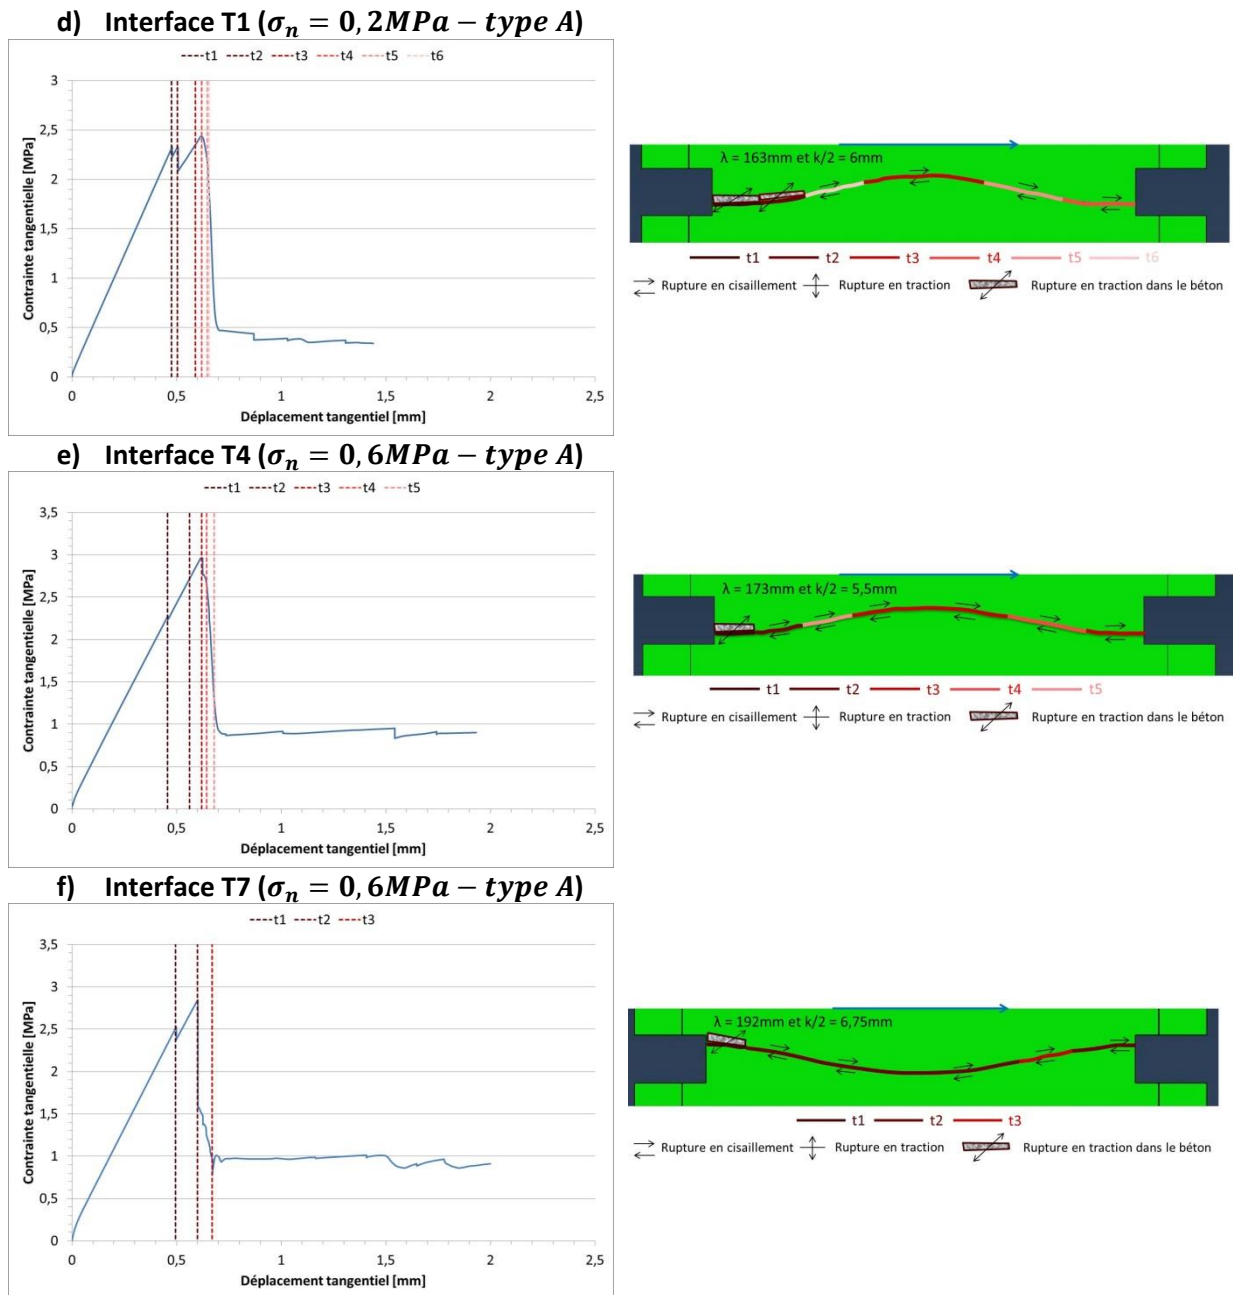 d) Interface T1 (σn = 0,2MPa − type A)
t1 t2 t3 t4 t5 t6
Contrainte tangentielle [MPa]
3
2,5
2
1,5
1
0,5
0
0 0,5 1 1,5 2 2,5
Déplacement tangentiel [mm]
λ = 163mm et k/2 = 6mm
t1 t2 t3 t4 t5 t6
Rupture en cisaillement Rupture en traction Rupture en traction dans le béton
e) Interface T4 (σn = 0,6MPa − type A)
t1 t2 t3 t4 t5
Contrainte tangentielle [MPa]
3,5
3
2,5
2
1,5
1
0,5
0
0 0,5 1 1,5 2 2,5
Déplacement tangentiel [mm]
λ = 173mm et k/2 = 5,5mm
t1 t2 t3 t4 t5
Rupture en cisaillement Rupture en traction Rupture en traction dans le béton
f) Interface T7 (σn = 0,6MPa − type A)
t1 t2 t3
Contrainte tangentielle [MPa]
3,5
3
2,5
2
1,5
1
0,5
0
0 0,5 1 1,5 2 2,5
Déplacement tangentiel [mm]
λ = 192mm et k/2 = 6,75mm
t1 t2 t3
Rupture en cisaillement Rupture en traction Rupture en traction dans le béton